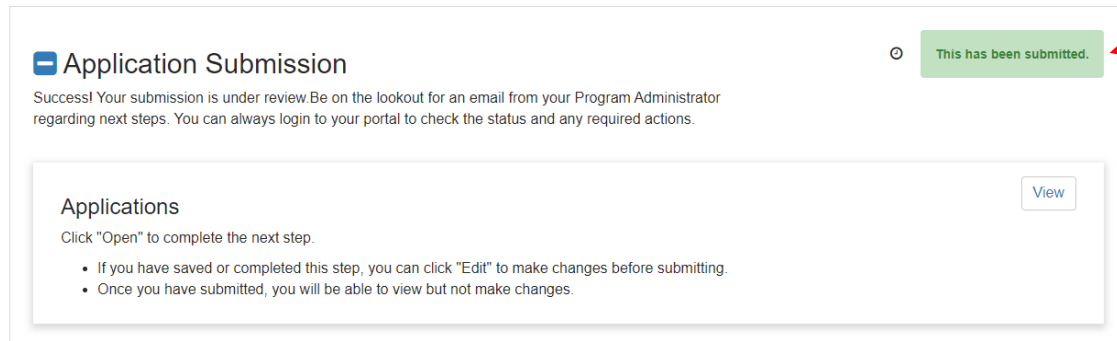 Application Submission
This has been submitted.
Success! Your submission is under review.Be on the lookout for an email from your Program Administrator
regarding next steps. You can always login to your portal to check the status and any required actions.
Applications
View
Click "Open" to complete the next step.
If you have saved or completed this step, you can click "Edit" to make changes before submitting.
Once you have submitted, you will be able to view but not make changes.